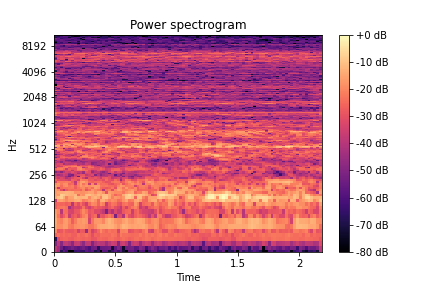 Power spectrogram
8192
4096
2048
1024
512
256
128
64
0
Hz
0
0.5
1
1.5
2
Time
+0 dB
-10 dB
-20 dB
-30 dB
-40 dB
-50 dB
-60 dB
-70 dB
-80 dB